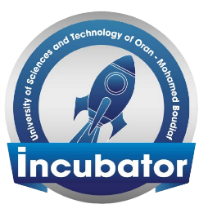 University of Sciences and Technology of Oran - Mohamed Boudiaf
incubator